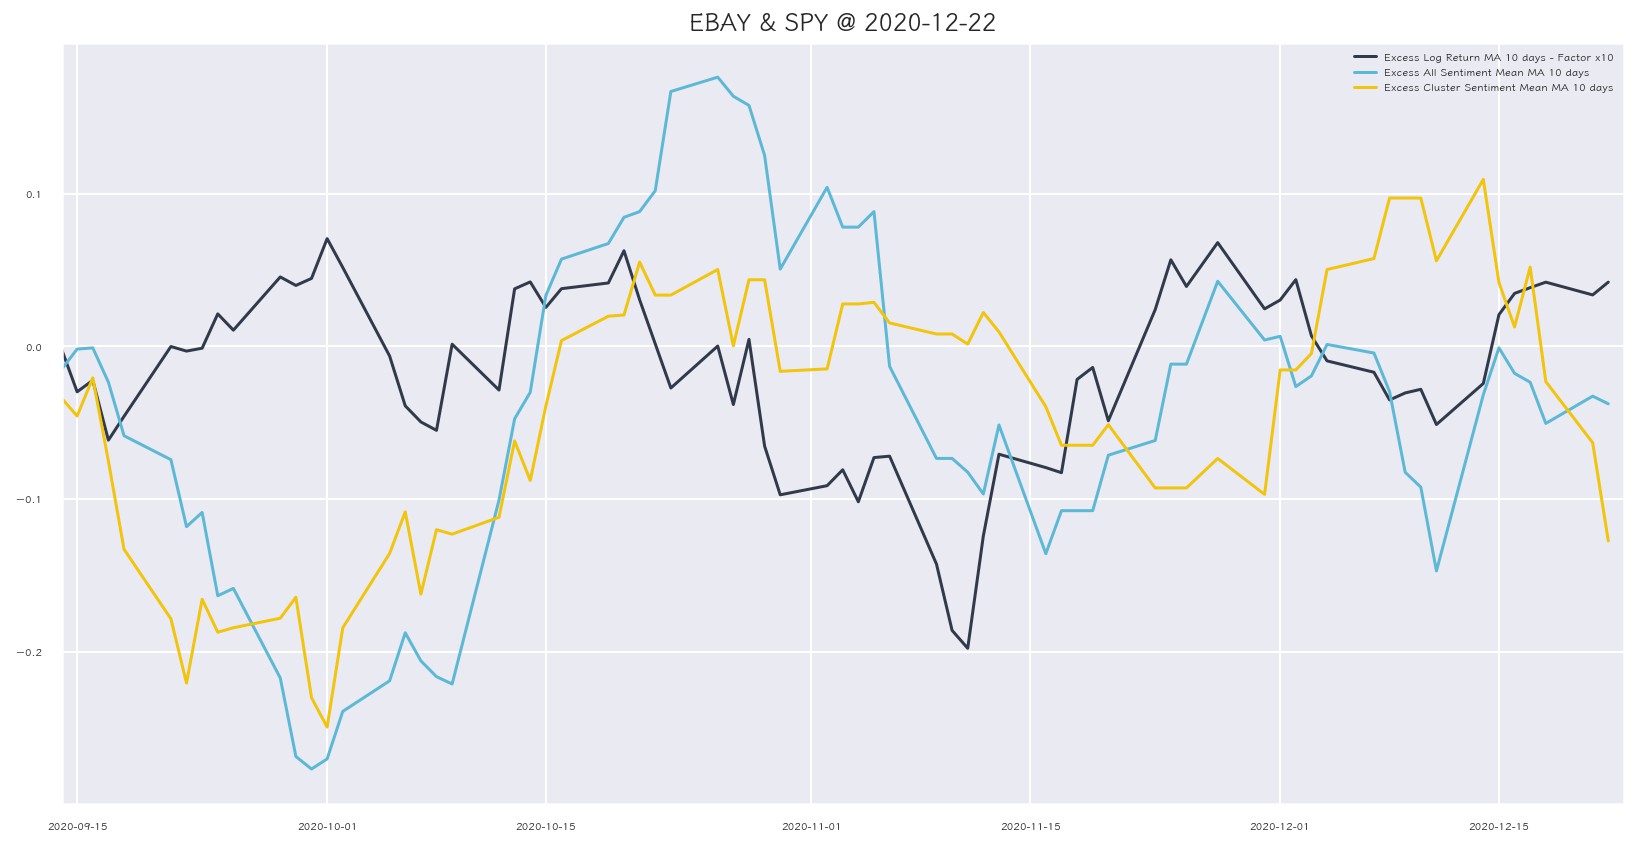 EBAY & SPY @ 2020-12-22
Excess Log Return MA 10 days - Factor x10
Excess All Sentiment Mean MA 10 days
Excess Cluster Sentiment Mean MA 10 days
0.1
0.0
−0.1
−0.2
2020-09-15
2020-10-01
2020-10-15
2020-11-01
2020-11-15
2020-12-01
2020-12-15